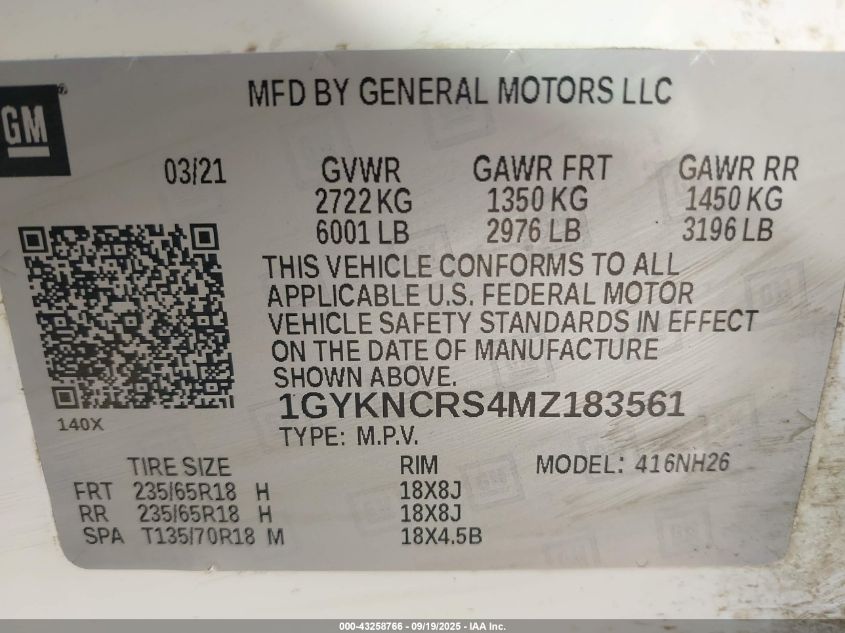 GM®
MFD BY GENERAL MOTORS LLC
03/21 GVWR GAWR FRT GAWR RR
2722 KG 1350 KG 1450 KG
6001 LB 2976 LB 3196 LB
THIS VEHICLE CONFORMS TO ALL
APPLICABLE U.S. FEDERAL MOTOR
VEHICLE SAFETY STANDARDS IN EFFECT
ON THE DATE OF MANUFACTURE
SHOWN ABOVE.
1GYKNCRS4MZ183561
140X
TYPE: M.P.V.
TIRE SIZE RIM MODEL: 416NH26
FRT 235/65R18 H 18X8J
RR 235/65R18 H 18X8J
SPA T135/70R18 M 18X4.5B
000-43258766 - 09/19/2025 - IAA Inc.